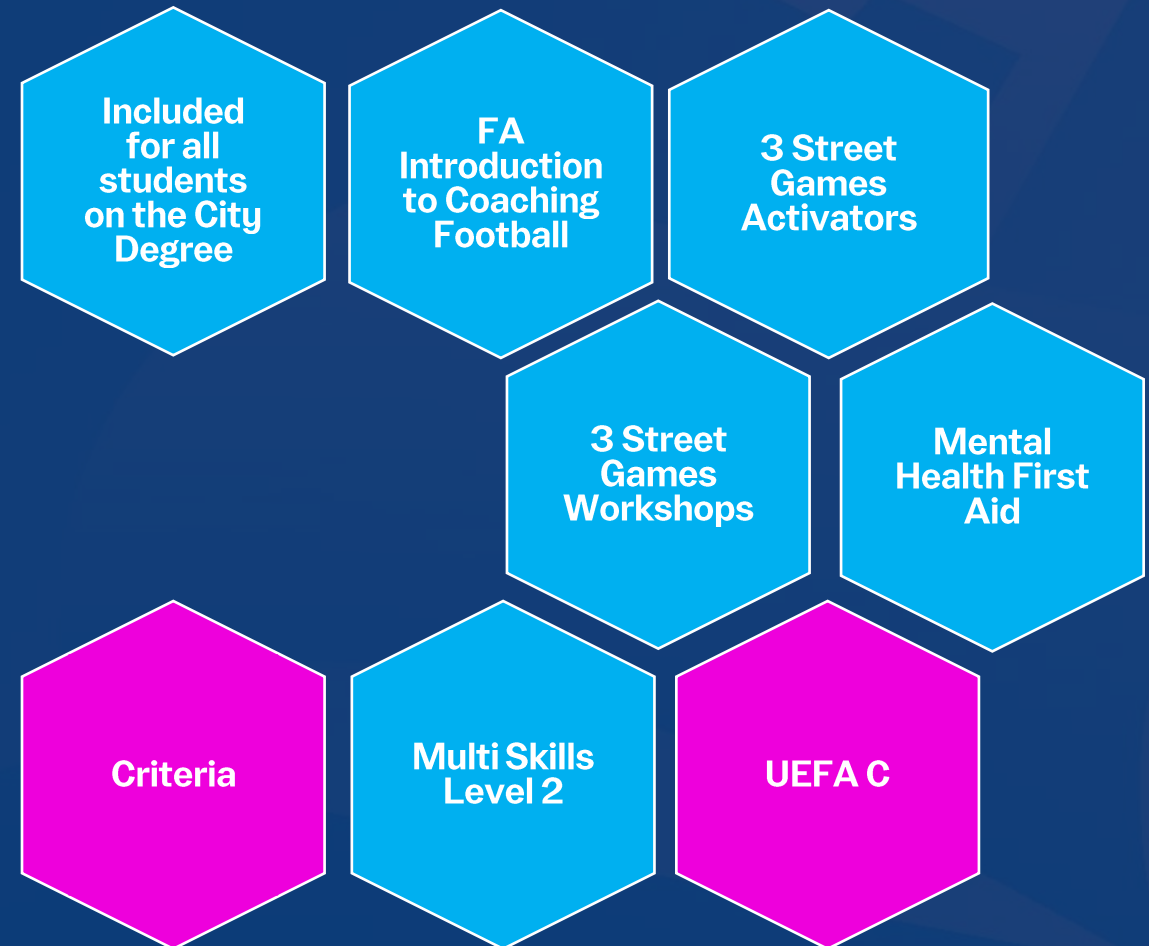 Included
for all
students
on the City
Degree
FA
Introduction
to Coaching
Football
3 Street
Games
Activators
3 Street
Games
Workshops
Mental
Health First
Aid
Criteria
Multi Skills
Level 2
UEFA C